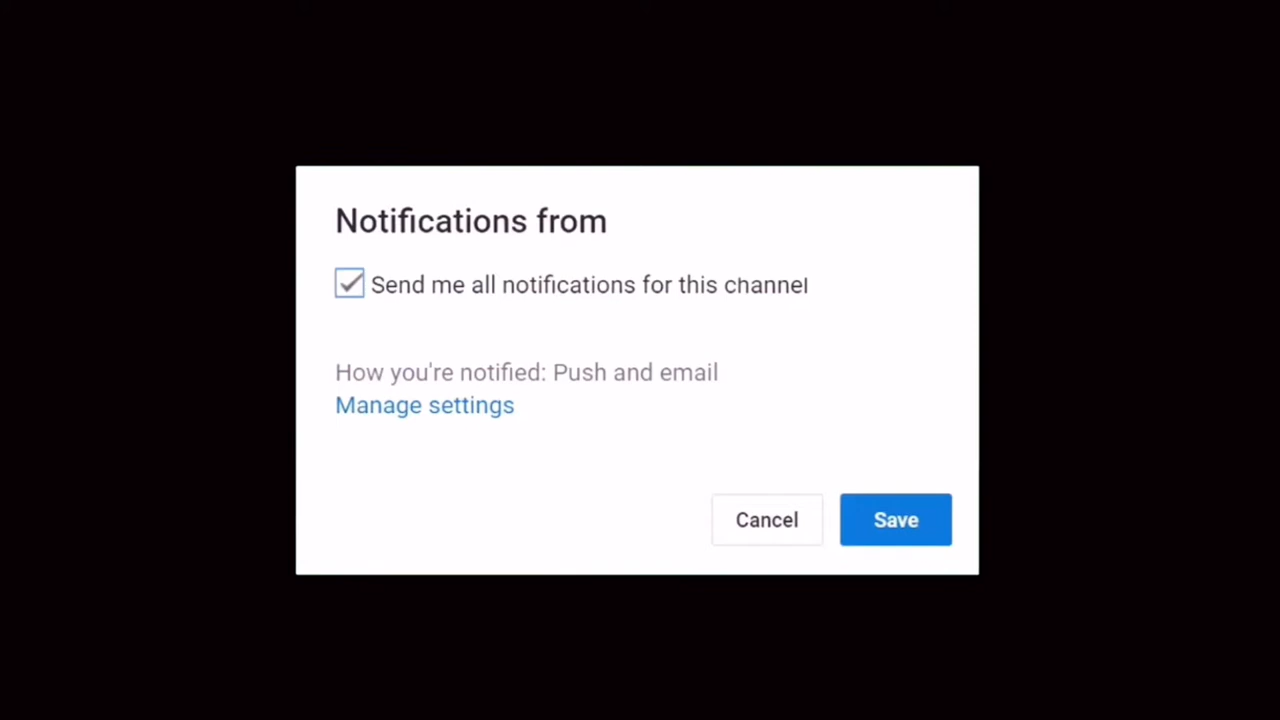 Notifications from
Send me all notifications for this channel
How you're notified: Push and email
Manage settings
Cancel
Save